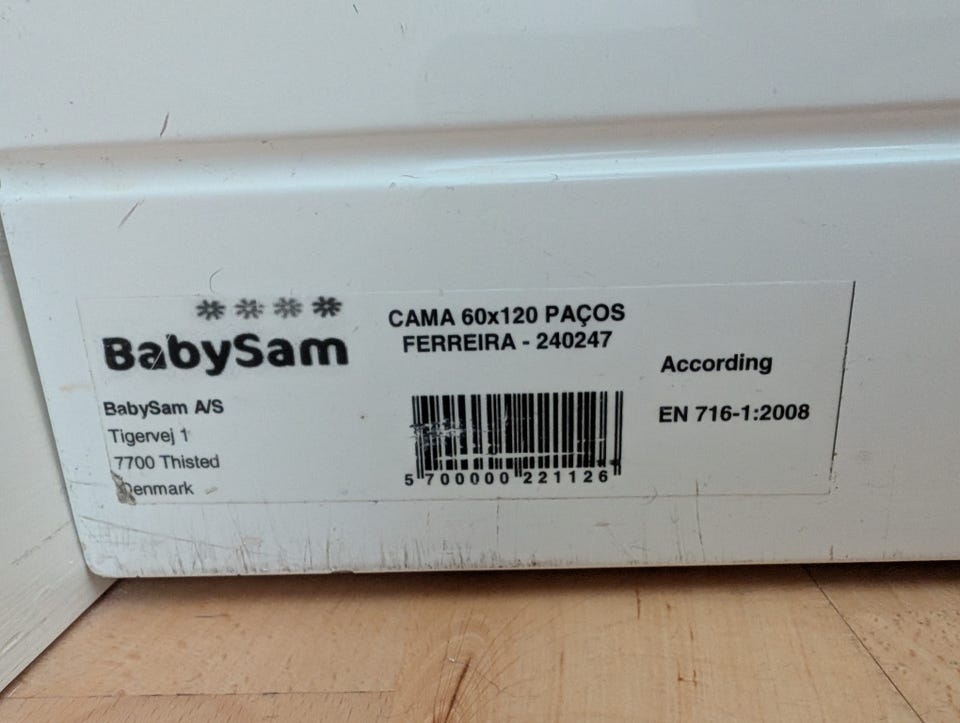 BabySam
BabySam A/S
Tigervej 1
7700 Thisted
Denmark
CAMA 60x120 PAÇOS
FERREIRA - 240247
5 700000 221126
According
EN 716-1:2008